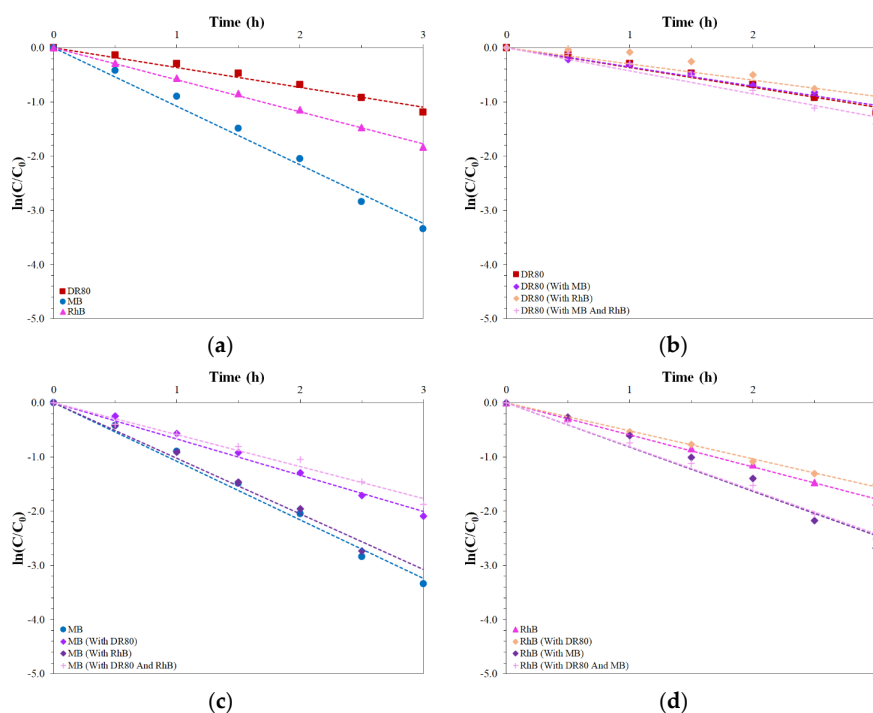 Time (h)
0 1 2 3
0.0
-1.0
-2.0
-3.0
-4.0
-5.0
ln(C/C₀)
DR80
MB
RhB
(a)
Time (h)
0 1 2
0.0
-1.0
-2.0
-3.0
-4.0
-5.0
ln(C/C₀)
DR80
DR80 (With MB)
DR80 (With RhB)
DR80 (With MB And RhB)
(b)
Time (h)
0 1 2 3
0.0
-1.0
-2.0
-3.0
-4.0
-5.0
ln(C/C₀)
MB
MB (With DR80)
MB (With RhB)
MB (With DR80 And RhB)
(c)
Time (h)
0 1 2
0.0
-1.0
-2.0
-3.0
-4.0
-5.0
ln(C/C₀)
RhB
RhB (With DR80)
RhB (With MB)
RhB (With DR80 And MB)
(d)